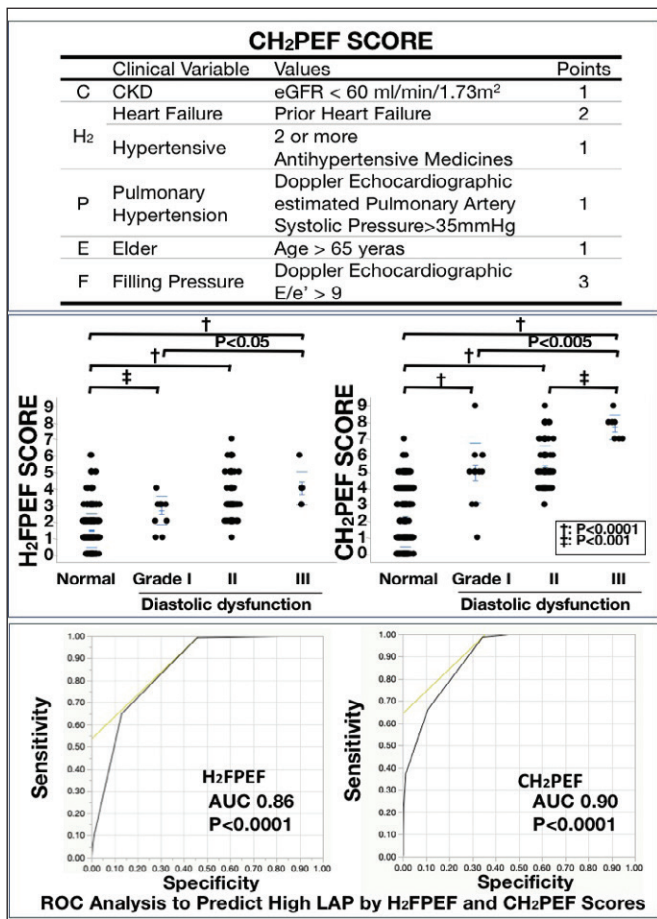 CH₂PEF SCORE
Clinical Variable Values Points
C CKD eGFR < 60 ml/min/1.73m² 1
H₂ Heart Failure Prior Heart Failure 2
Hypertensive 2 or more
Antihypertensive Medicines 1
P Pulmonary
Hypertension Doppler Echocardiographic
estimated Pulmonary Artery
Systolic Pressure>35mmHg 1
E Elder Age > 65 yeras 1
F Filling Pressure Doppler Echocardiographic
E/e' > 9 3
†
P<0.05
†
‡
H₂FPEF SCORE
9
8
7
6
5
4
3
2
1
0
Normal Grade I II III
Diastolic dysfunction
†
P<0.005
†
† ‡
CH₂PEF SCORE
9
8
7
6
5
4
3
2
1
0
†: P<0.0001
‡: P<0.001
Normal Grade I II III
Diastolic dysfunction
Sensitivity
1.00
0.90
0.80
0.70
0.60
0.50
0.40
0.30
0.20
0.10
0.00
H₂FPEF
AUC 0.86
P<0.0001
0.00 0.10 0.20 0.30 0.40 0.50 0.60 0.70 0.80 0.90 1.00
Specificity
Sensitivity
1.00
0.90
0.80
0.70
0.60
0.50
0.40
0.30
0.20
0.10
0.00
CH₂PEF
AUC 0.90
P<0.0001
0.00 0.10 0.20 0.30 0.40 0.50 0.60 0.70 0.80 0.90 1.00
Specificity
ROC Analysis to Predict High LAP by H₂FPEF and CH₂PEF Scores